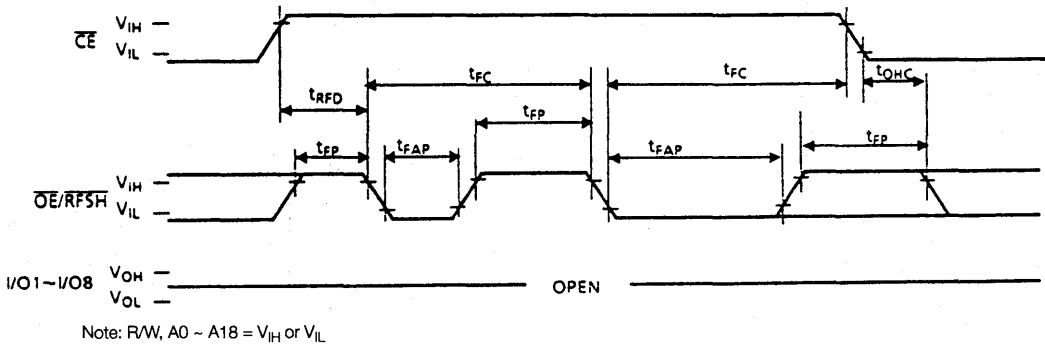 CE VIH
VIL
tFC tFC tOHC
tRFD tFP
tFP tFAP tFAP tFP
OE/RFSH VIH
VIL
I/O1~I/O8 VOH
OPEN
VOL
Note: R/W, A0 ~ A18 = VIH or VIL